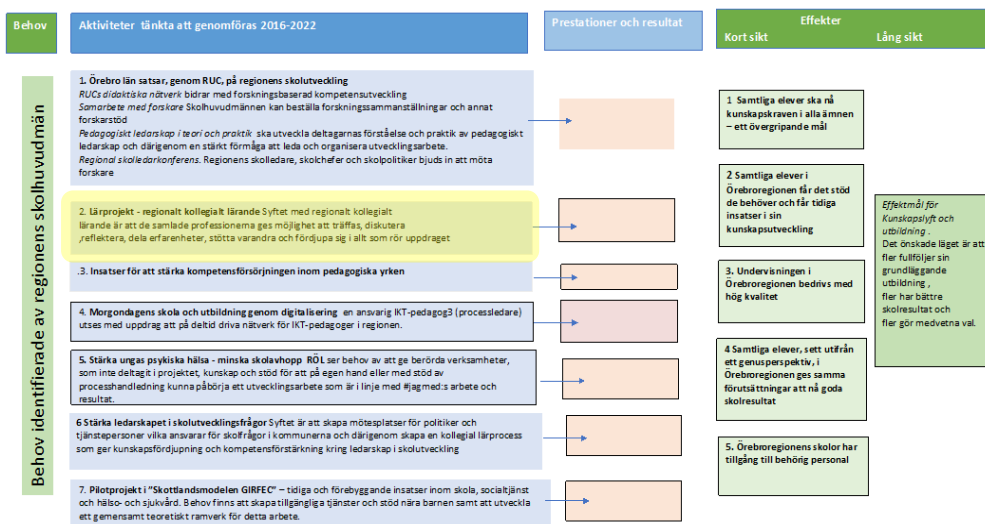 Behov
Aktiviteter tänkta att genomföras 2016-2022
Prestationer och resultat
Effekter
Kort sikt
Lång sikt
Behov identifierade av regionens skolhuvudmän
1. Örebro län satsar, genom RUC, på regionens skolutveckling
RUCs didaktiska nätverk bidrar med forskningsbaserad kompetensutveckling
Samarbete med forskare Skolhuvudmännen kan beställa forskningssammanställningar och annat
forskarstöd
Pedagogiskt ledarskap i teori och praktik ska utveckla deltagarnas förståelse och praktik av pedagogiskt
ledarskap och därigenom en stärkt förmåga att leda och organisera utvecklingsarbete.
Regional skolledarkonferens. Regionens skolledare, skolchefer och skolpolitiker bjuds in att möta
forskare
2. Lärprojekt - regionalt kollegialt lärande Syftet med regionalt kollegialt
lärande är att de samlade professionerna ges möjlighet att träffas, diskutera
,reflektera, dela erfarenheter, stötta varandra och fördjupa sig i allt som rör uppdraget
.3. Insatser för att stärka kompetensförsörjningen inom pedagogiska yrken
4. Morgondagens skola och utbildning genom digitalisering en ansvarig IKT-pedagog3 (processledare)
utses med uppdrag att på deltid driva nätverk för IKT-pedagoger i regionen.
5. Stärka ungas psykiska hälsa - minska skolavhopp RÖL ser behov av att ge berörda verksamheter,
som inte deltagit i projektet, kunskap och stöd för att på egen hand eller med stöd av
processhandledning kunna påbörja ett utvecklingsarbete som är i linje med #jagmed:s arbete och
resultat.
6 Stärka ledarskapet i skolutvecklingsfrågor Syftet är att skapa mötesplatser för politiker och
tjänstepersoner vilka ansvarar för skolfrågor i kommunerna och därigenom skapa en kollegial lärprocess
som ger kunskapsfördjupning och kompetensförstärkning kring ledarskap i skolutveckling
7. Pilotprojekt i "Skottlandsmodelen GIRFEC" – tidiga och förebyggande insatser inom skola, socialtjänst
och hälso- och sjukvård. Behov finns att skapa tillgängliga tjänster och stöd nära barnen samt att utveckla
ett gemensamt teoretiskt ramverk för detta arbete.
1 Samtliga elever ska nå
kunskapskraven i alla ämnen
– ett övergripande mål
2 Samtliga elever i
Örebroregionen får det stöd
de behöver och får tidiga
insatser i sin
kunskapsutveckling
3. Undervisningen i
Örebroregionen bedrivs med
hög kvalitet
4 Samtliga elever, sett utifrån
ett genusperspektiv, i
Örebroregionen ges samma
förutsättningar att nå goda
skolresultat
5. Örebroregionens skolor har
tillgång till behörig personal
Effektmål för
Kunskapslyft och
utbildning .
Det önskade läget är att
fler fullföljer sin
grundläggande
utbildning ,
fler har bättre
skolresultat och
fler gör medvetna val.